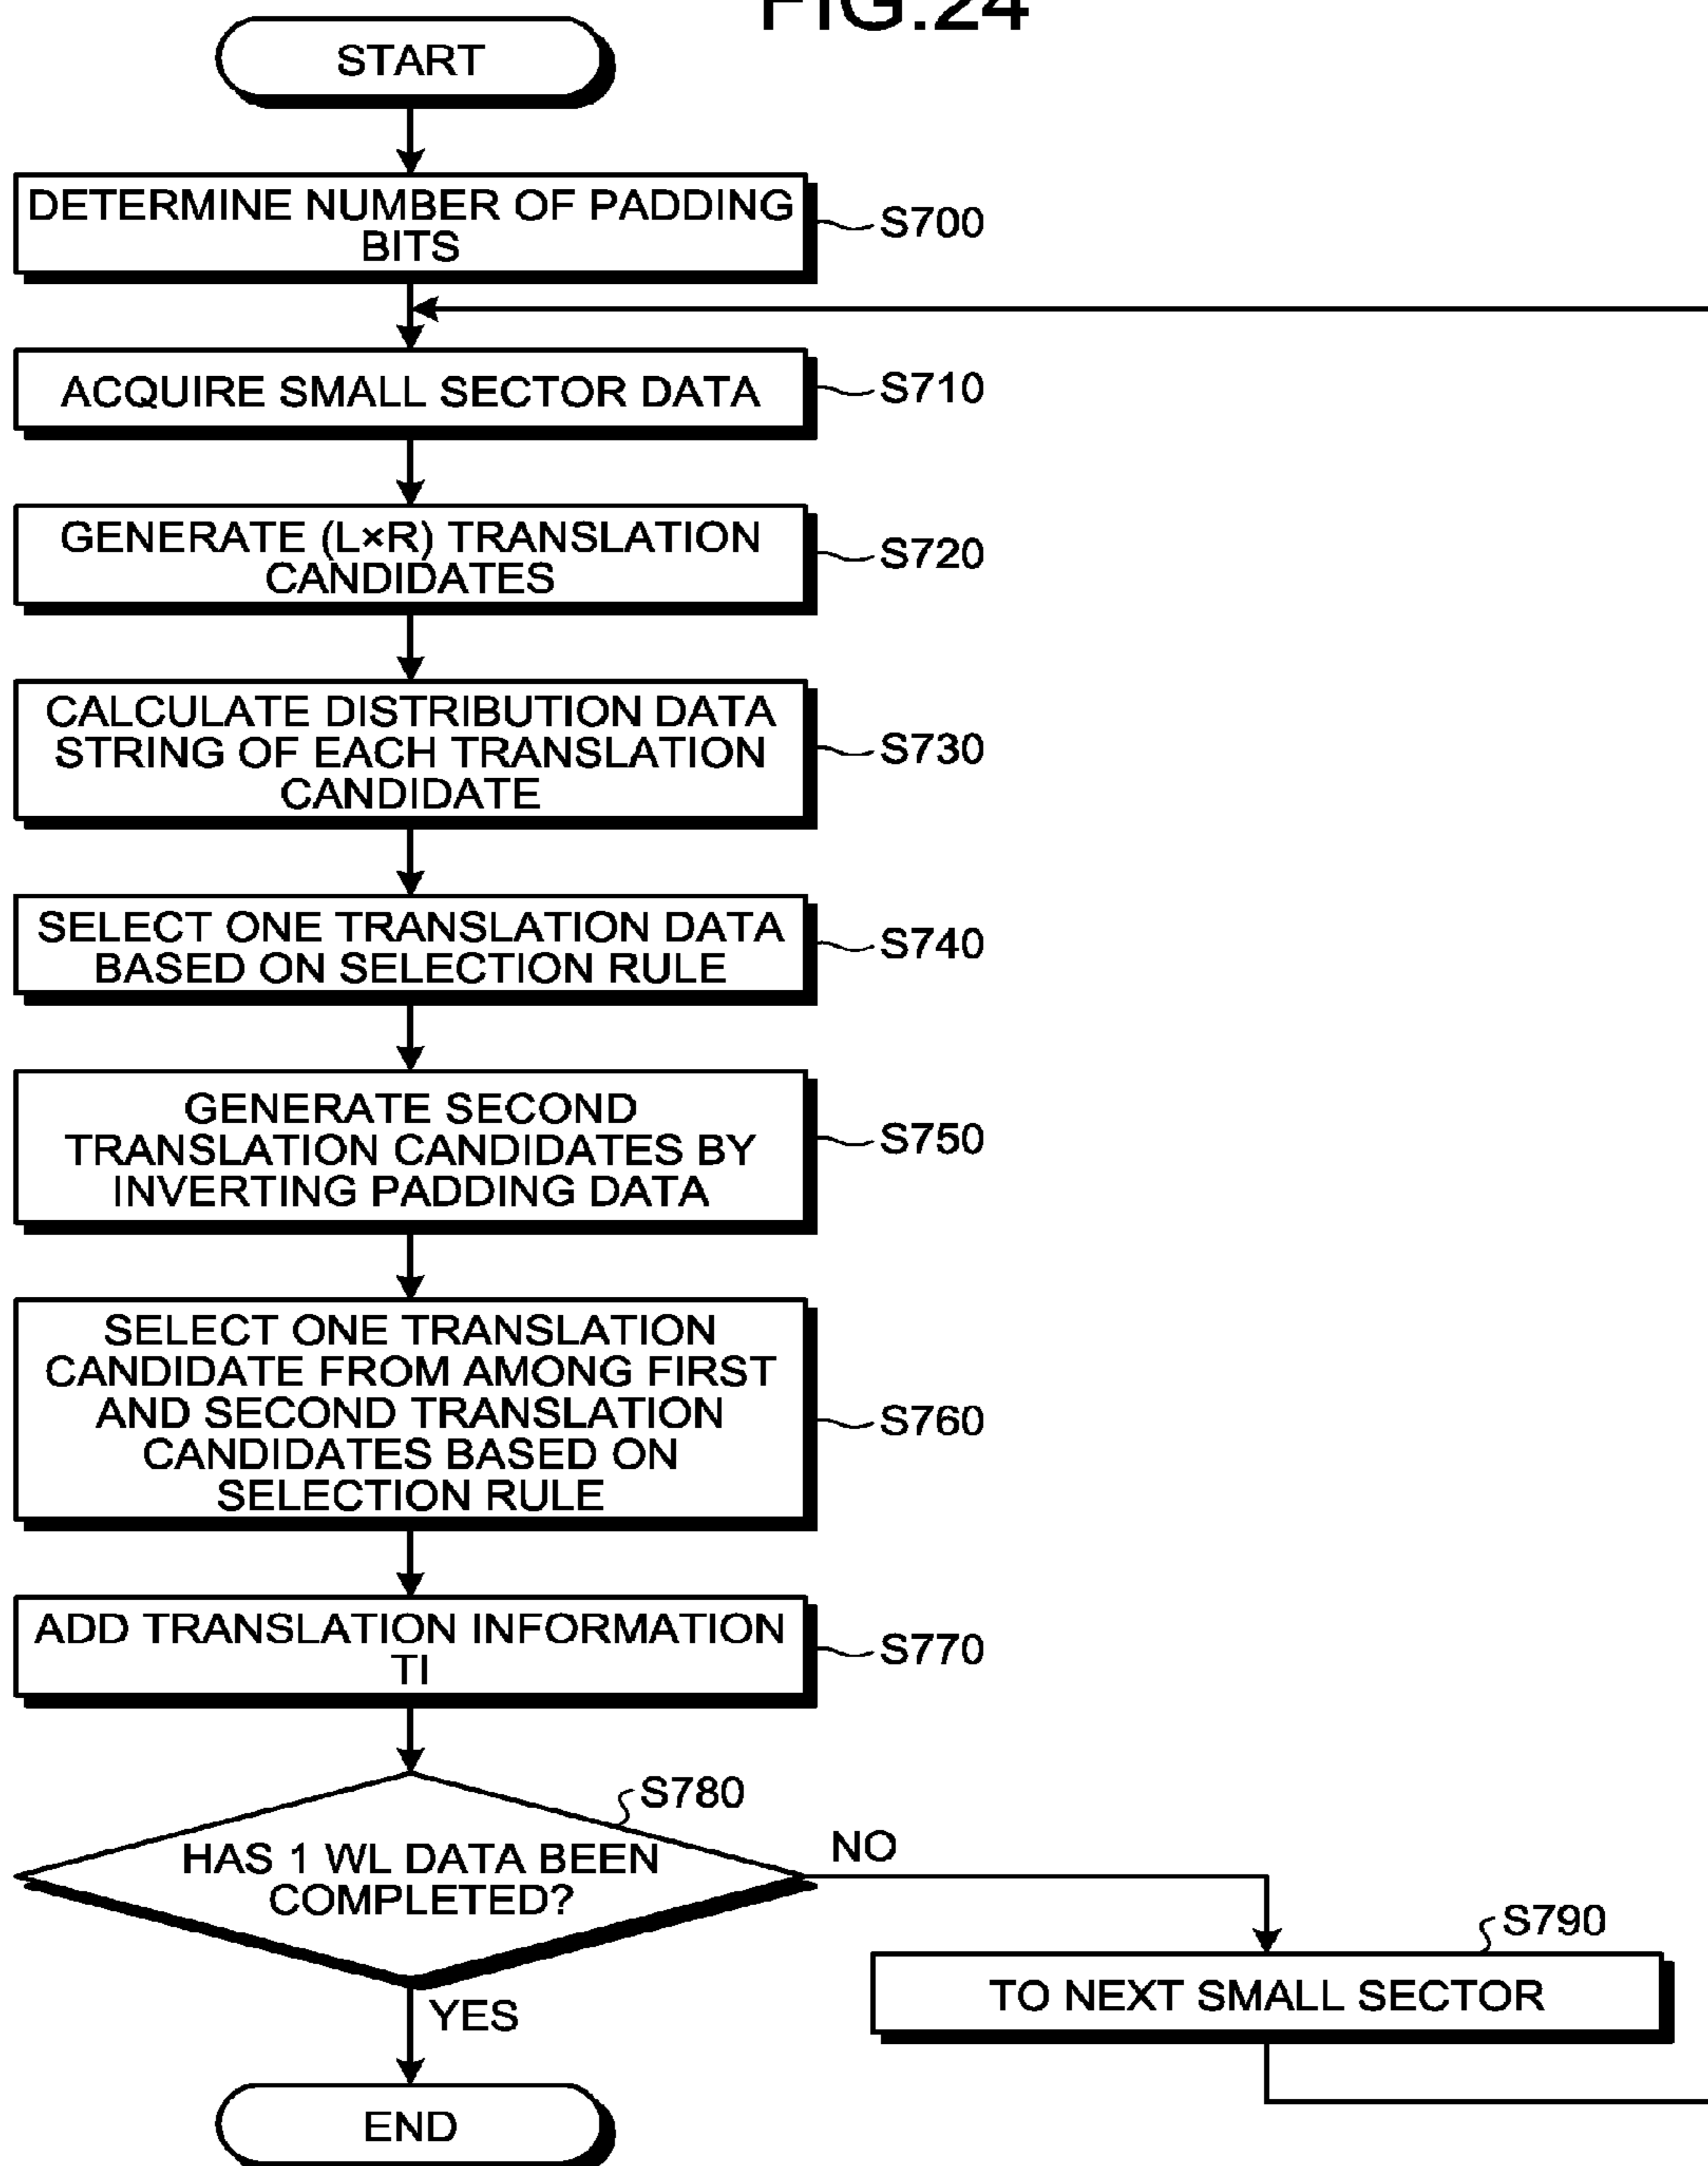 FIG.24
START
DETERMINE NUMBER OF PADDING
BITS
S700
ACQUIRE SMALL SECTOR DATA
S710
GENERATE (L×R) TRANSLATION
CANDIDATES
S720
CALCULATE DISTRIBUTION DATA
STRING OF EACH TRANSLATION
CANDIDATE
S730
SELECT ONE TRANSLATION DATA
BASED ON SELECTION RULE
S740
GENERATE SECOND
TRANSLATION CANDIDATES BY
INVERTING PADDING DATA
S750
SELECT ONE TRANSLATION
CANDIDATE FROM AMONG FIRST
AND SECOND TRANSLATION
CANDIDATES BASED ON
SELECTION RULE
S760
ADD TRANSLATION INFORMATION
TI
S770
S780
HAS 1 WL DATA BEEN
COMPLETED?
NO
S790
TO NEXT SMALL SECTOR
YES
END